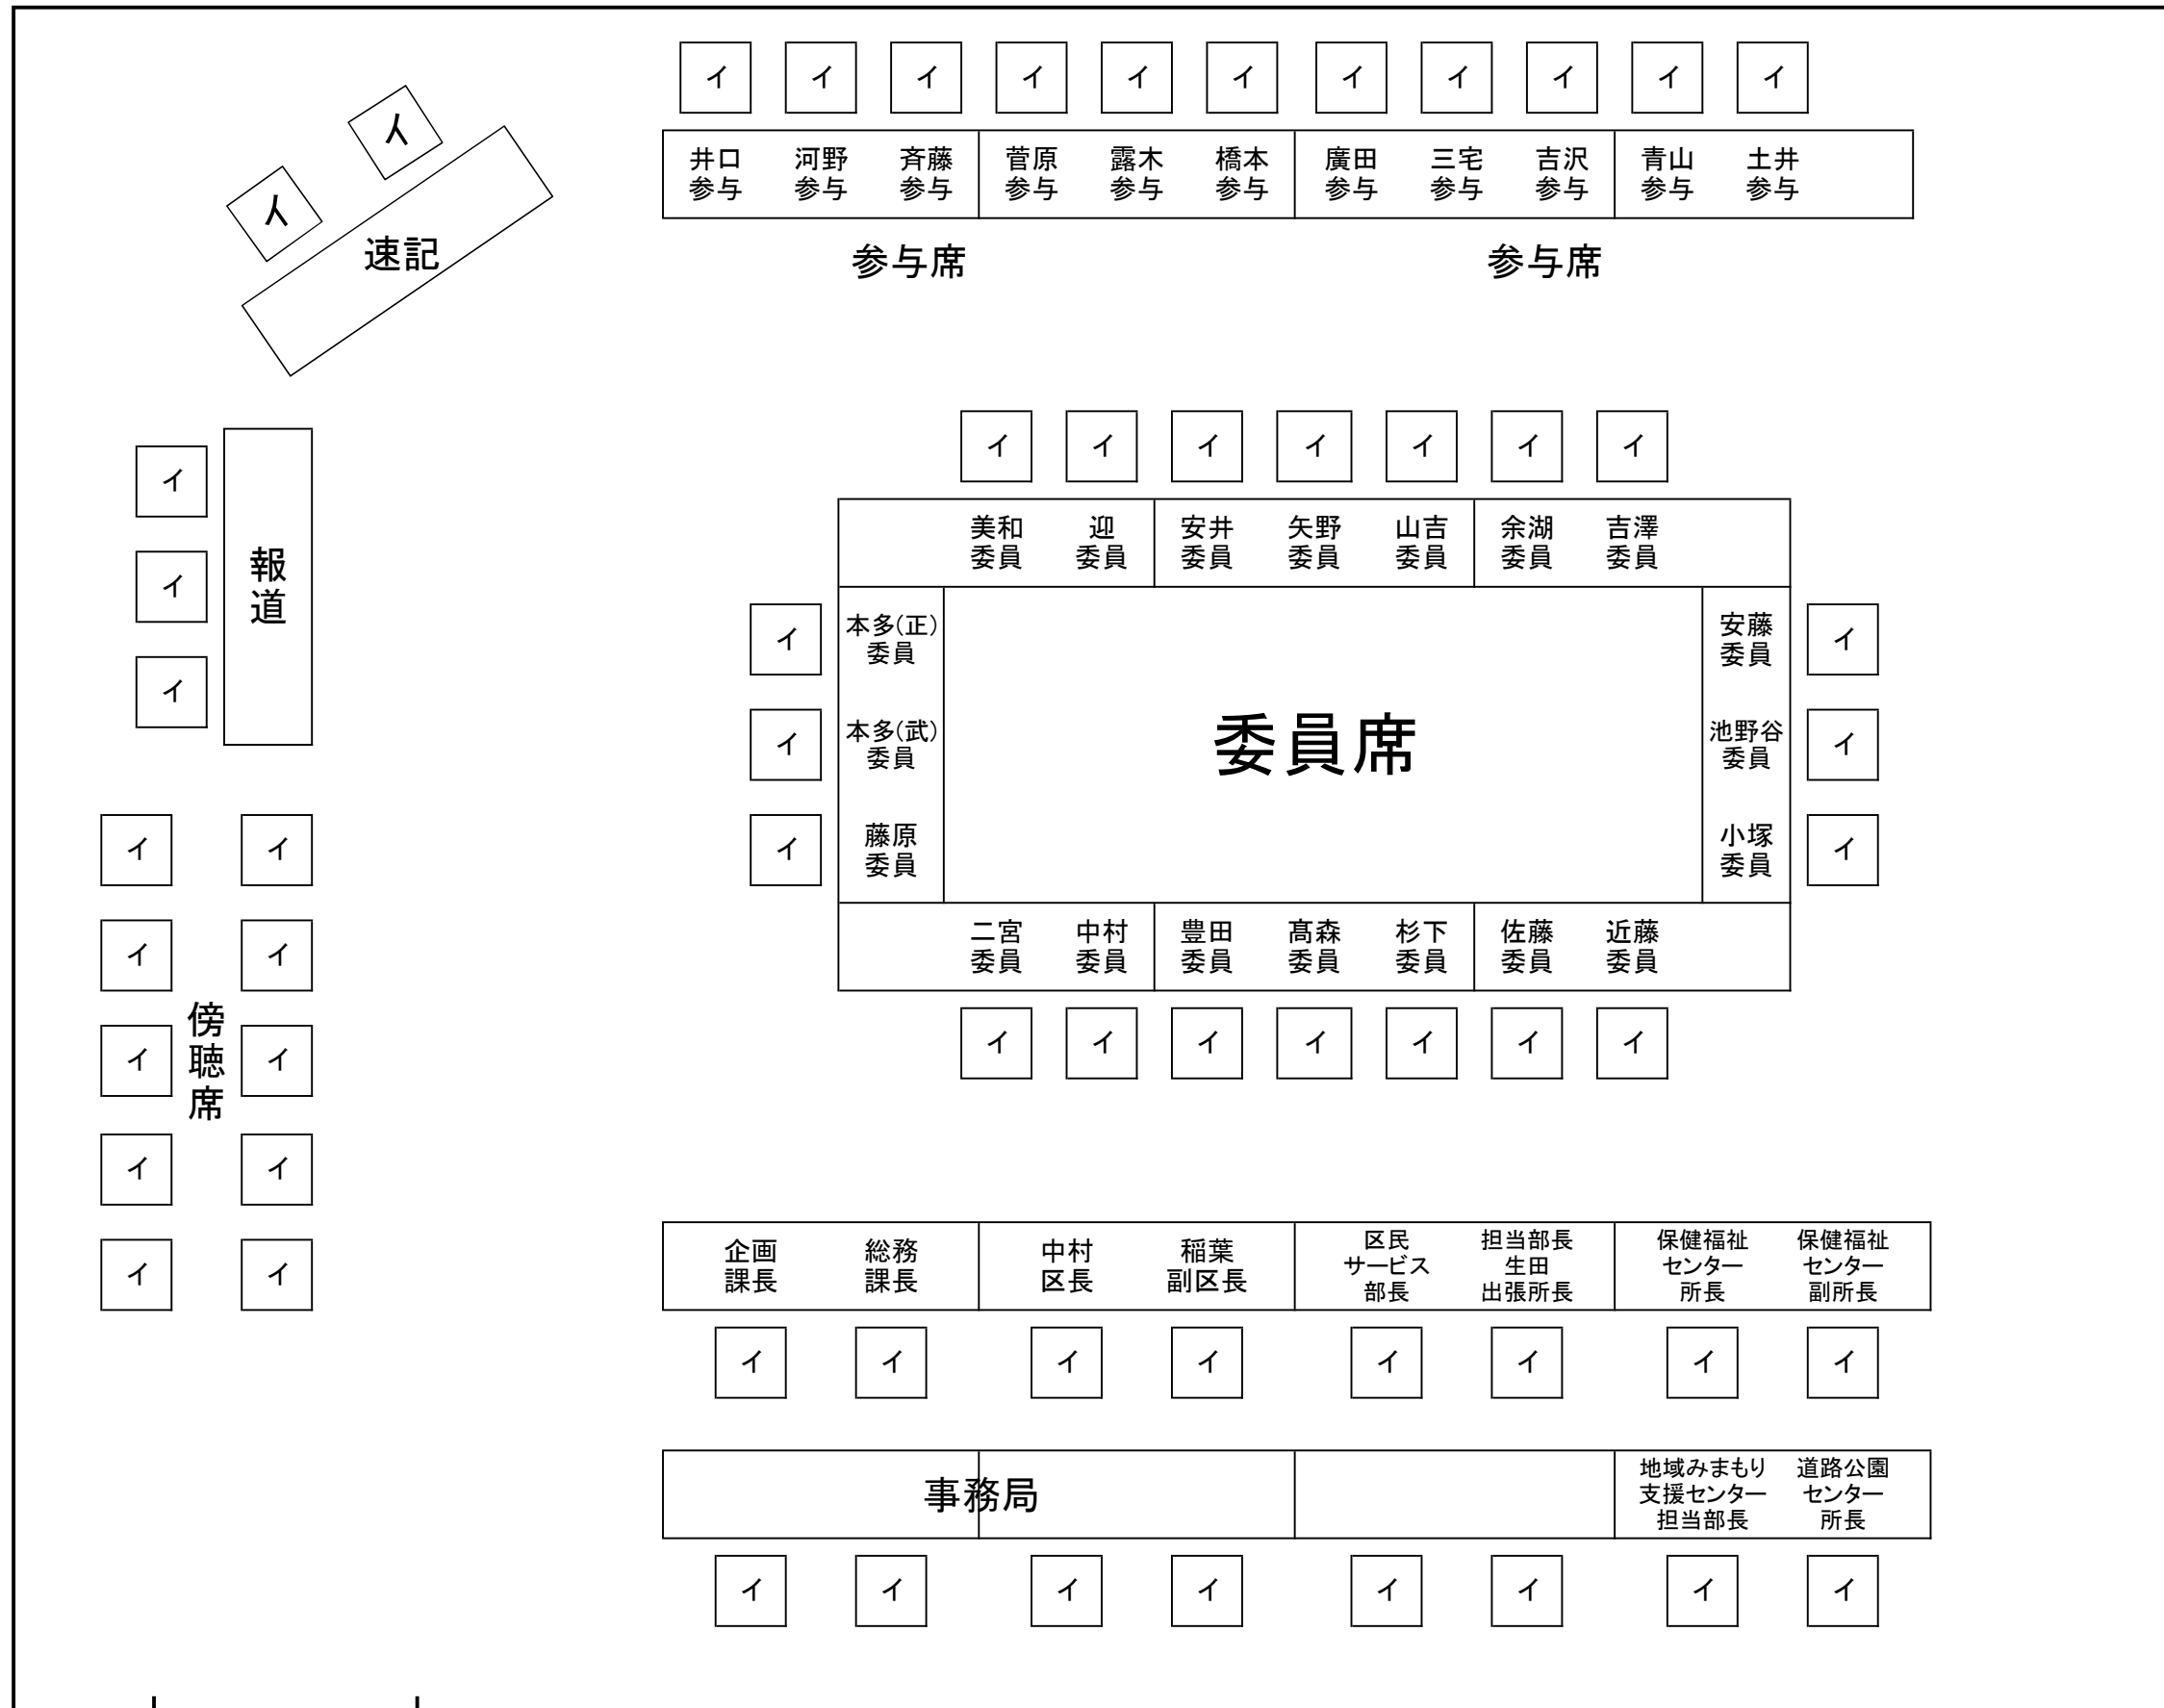 イ イ イ イ イ イ イ イ イ イ イ
井口 河野 斉藤 菅原 露木 橋本 廣田 三宅 吉沢 青山 土井
参与 参与 参与 参与 参与 参与 参与 参与 参与 参与 参与
参与席 参与席
イ
イ
速記
イ
イ
イ
報道
イ イ イ イ イ イ イ
美和 迎 安井 矢野 山吉 余湖 吉澤
委員 委員 委員 委員 委員 委員 委員
イ
イ
イ
本多(正)
委員
本多(武)
委員
藤原
委員
委員席
安藤
委員
池野谷
委員
小塚
委員
イ
イ
イ
二宮 中村 豊田 髙森 杉下 佐藤 近藤
委員 委員 委員 委員 委員 委員 委員
イ イ イ イ イ イ イ
イ イ
イ イ
イ イ
イ イ
イ イ
傍聴席
企画 総務 中村 稲葉
課長 課長 区長 副区長
区民
サービス
部長
担当部長
生田
出張所長
保健福祉
センター
所長
保健福祉
センター
副所長
イ イ イ イ イ イ イ イ
事務局
地域みまもり
支援センター
担当部長
道路公園
センター
所長
イ イ イ イ イ イ イ イ